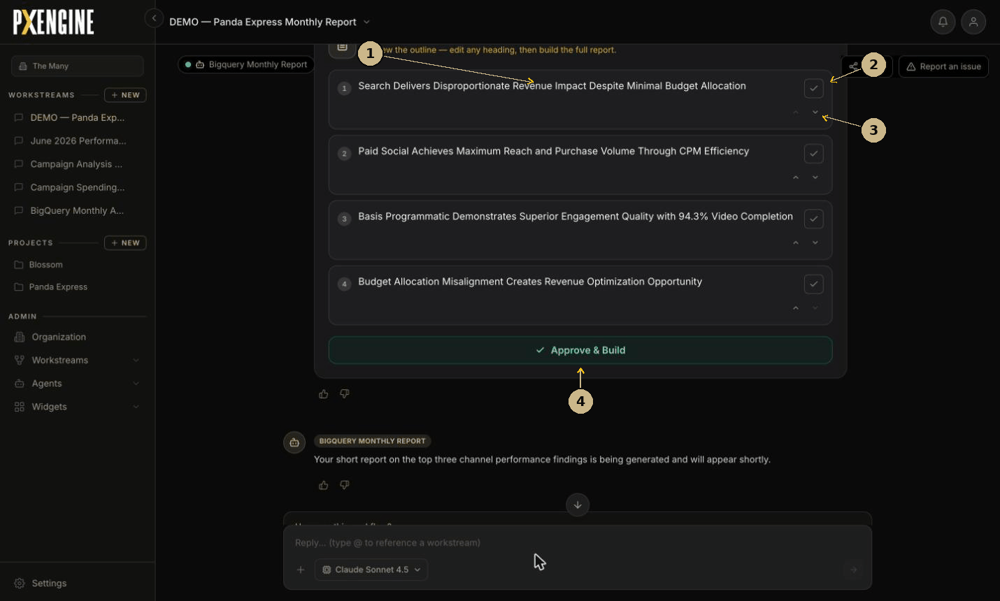 PXENGINE
DEMO — Panda Express Monthly Report
The Many
WORKSTREAMS
+ NEW
DEMO — Panda Exp...
June 2026 Performa...
Campaign Analysis ...
Campaign Spending...
BigQuery Monthly A...
PROJECTS
+ NEW
Blossom
Panda Express
ADMIN
Organization
Workstreams
Agents
Widgets
Settings
Bigquery Monthly Report
Report an issue
the outline — edit any heading, then build the full report.
1
2
3
4
1 Search Delivers Disproportionate Revenue Impact Despite Minimal Budget Allocation
2 Paid Social Achieves Maximum Reach and Purchase Volume Through CPM Efficiency
3 Basis Programmatic Demonstrates Superior Engagement Quality with 94.3% Video Completion
4 Budget Allocation Misalignment Creates Revenue Optimization Opportunity
Approve & Build
BIGQUERY MONTHLY REPORT
Your short report on the top three channel performance findings is being generated and will appear shortly.
Reply... (type @ to reference a workstream)
Claude Sonnet 4.5